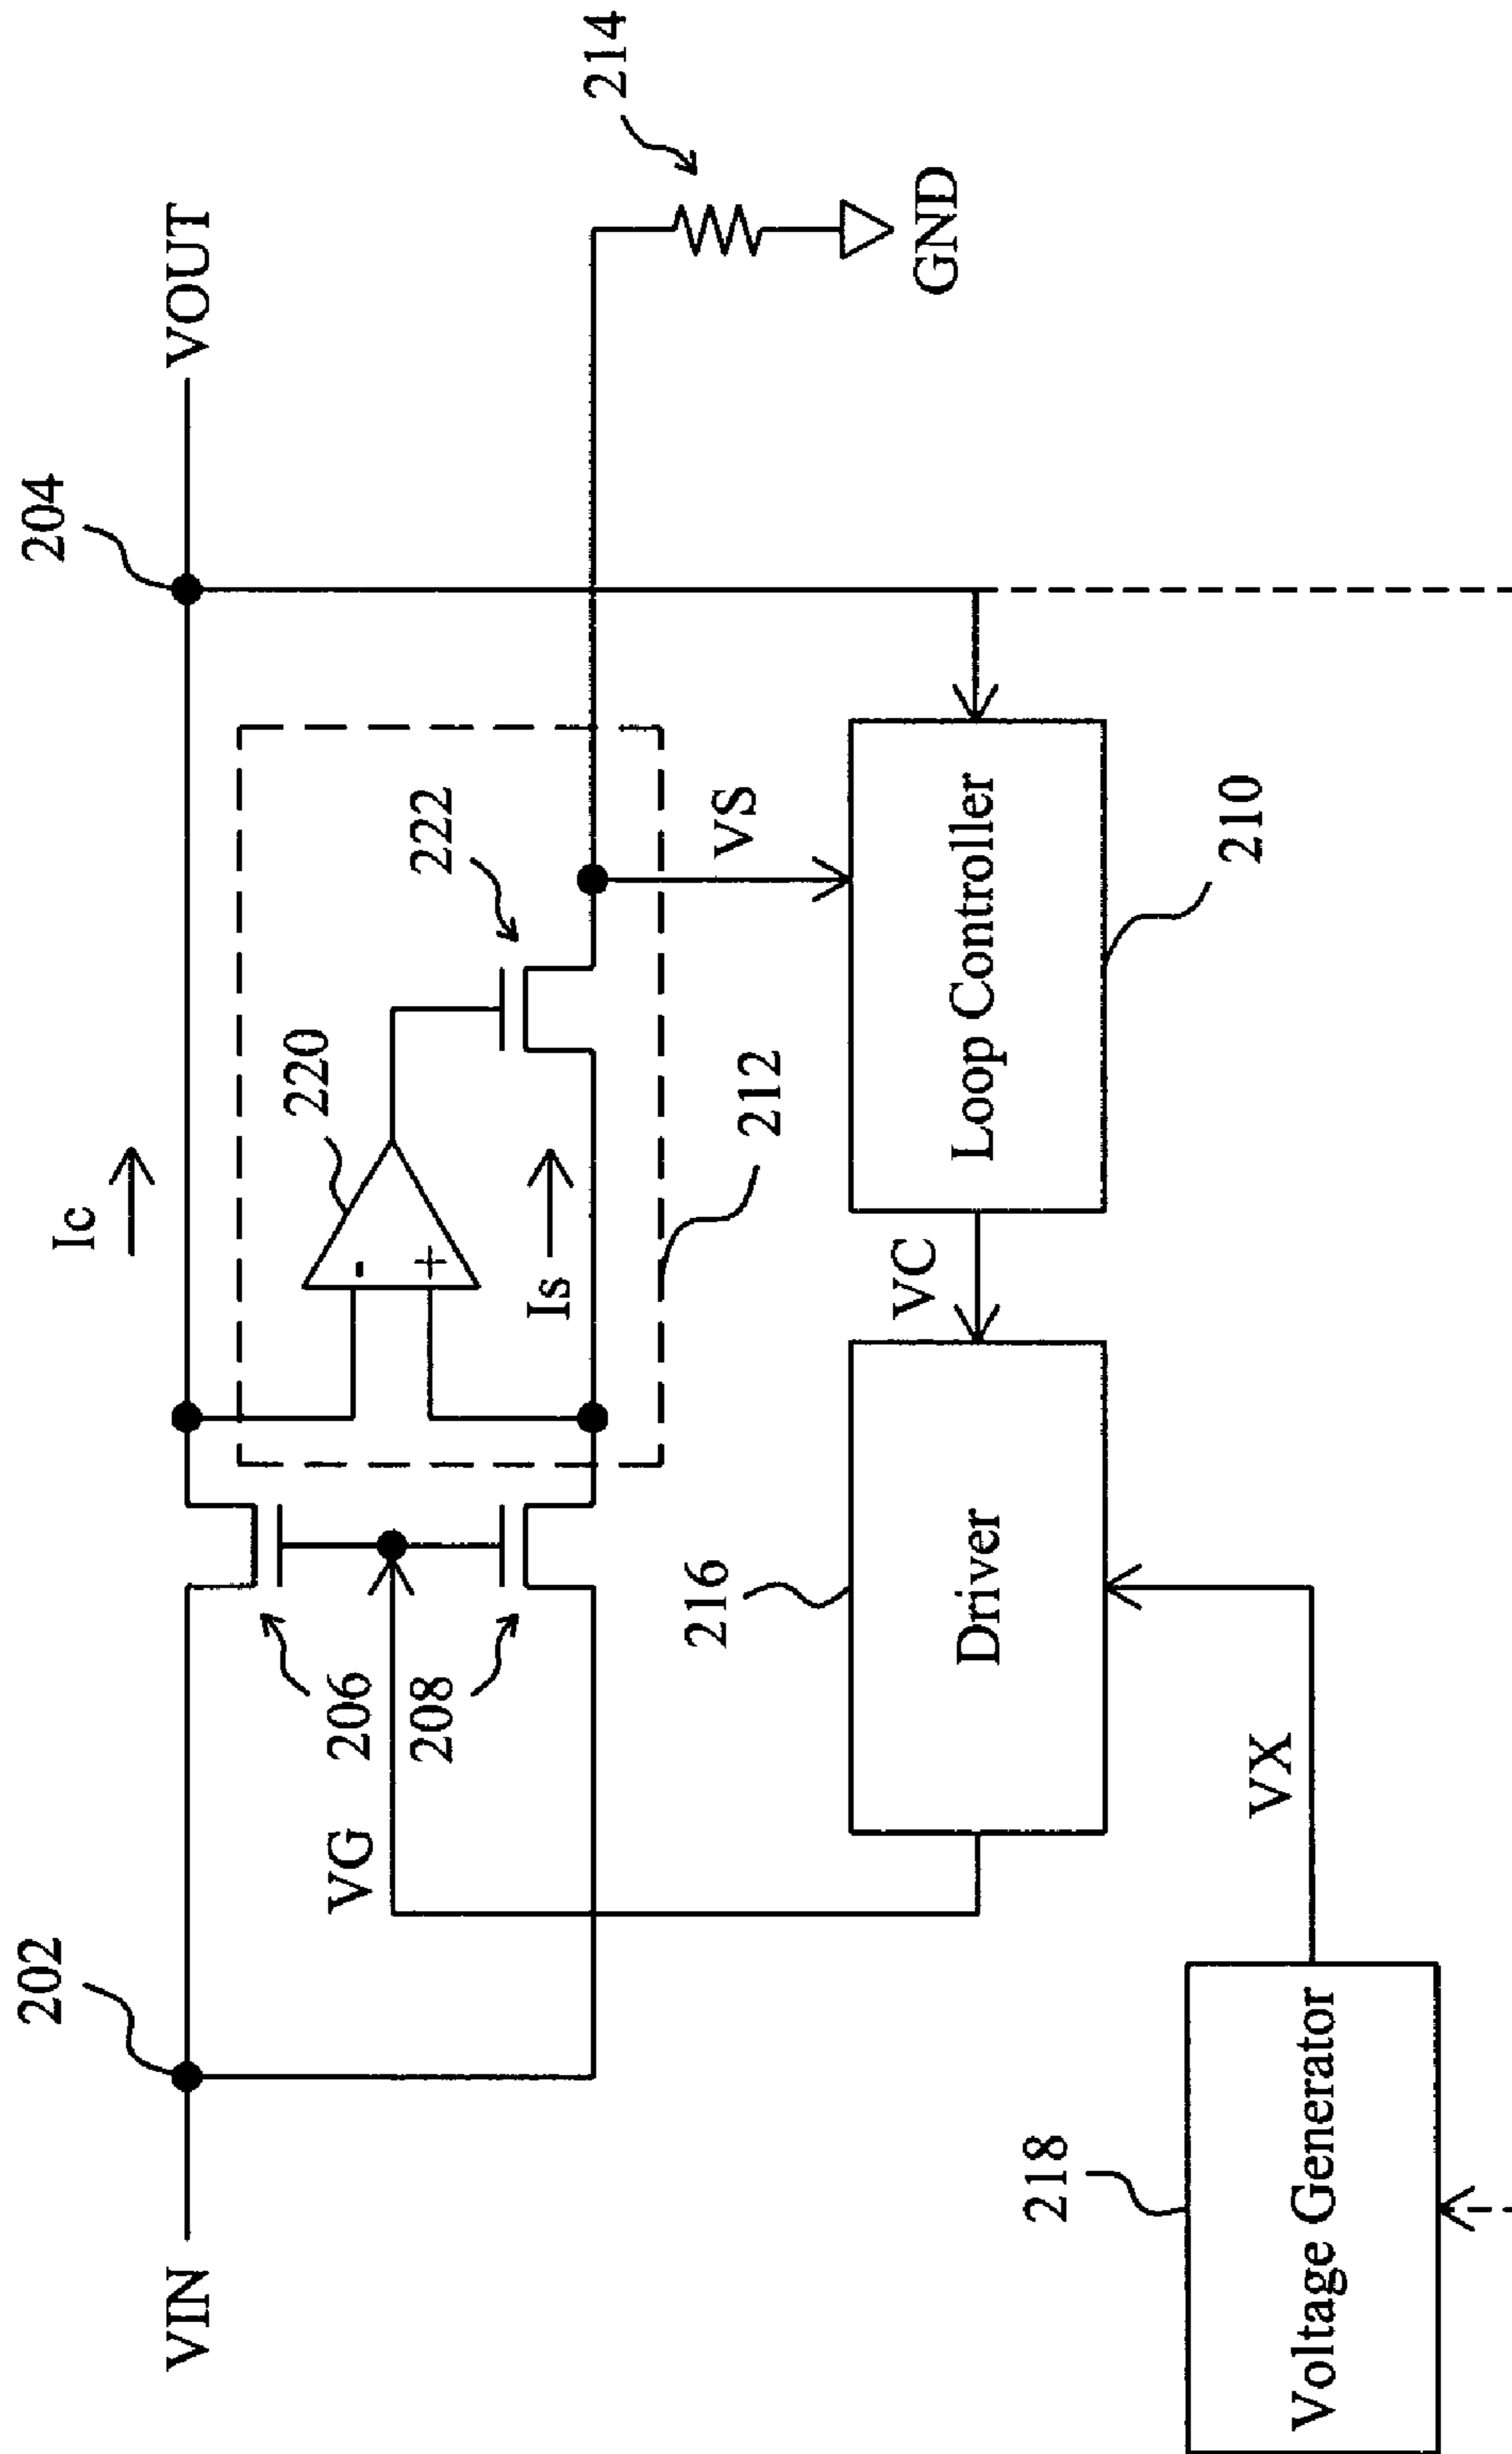 204
214
VOUT
GND
Ic
220
222
Is
VS
212
Loop Controller
210
VC
202
VIN
206
208
VG
216
Driver
VX
218
Voltage Generator
-
+